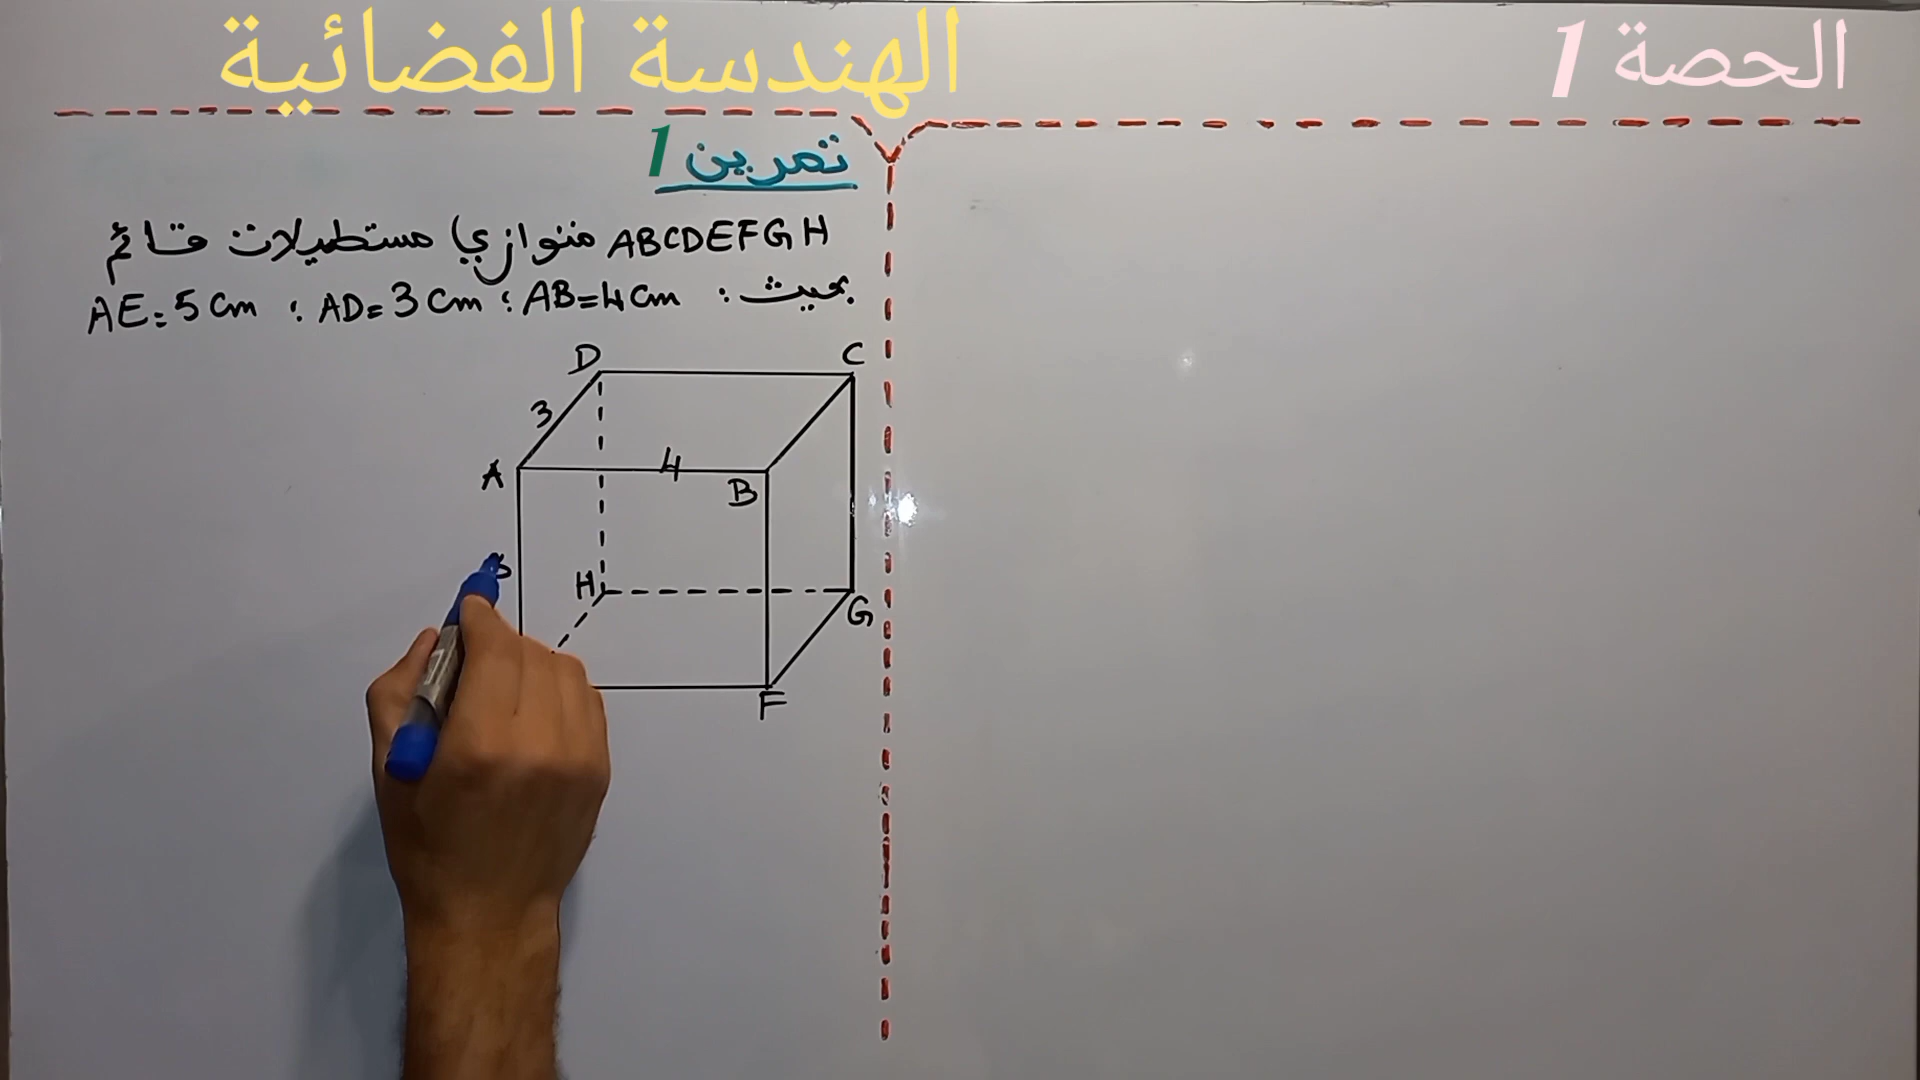 الهندسة الفضائية
الحصة 1
تمرين 1
ABCDEFGH متوازي مستطيلات قائم
بحيث : AB=4cm ؛ AD=3cm ؛ AE=5cm
D
C
3
A
4
B
H
G
F